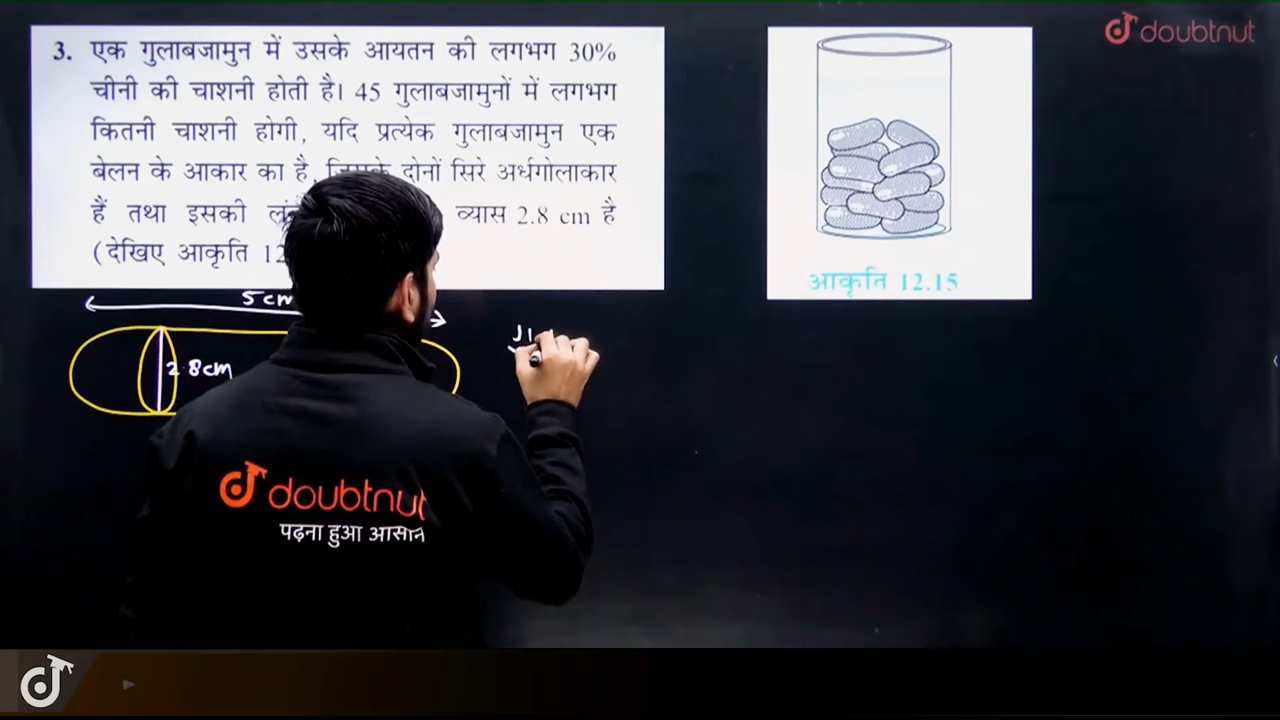 3. एक गुलाबजामुन में उसके आयतन की लगभग 30%
चीनी की चाशनी होती है। 45 गुलाबजामुनों में लगभग
कितनी चाशनी होगी, यदि प्रत्येक गुलाबजामुन एक
बेलन के आकार का है, जिसके दोनों सिरे अर्धगोलाकार
हैं तथा इसकी व्यास 2.8 cm है
(देखिए आकृति 12
आकृति 12.15
doubtnut
5 cm
2.8cm
doubtnut
पढ़ना हुआ आसान